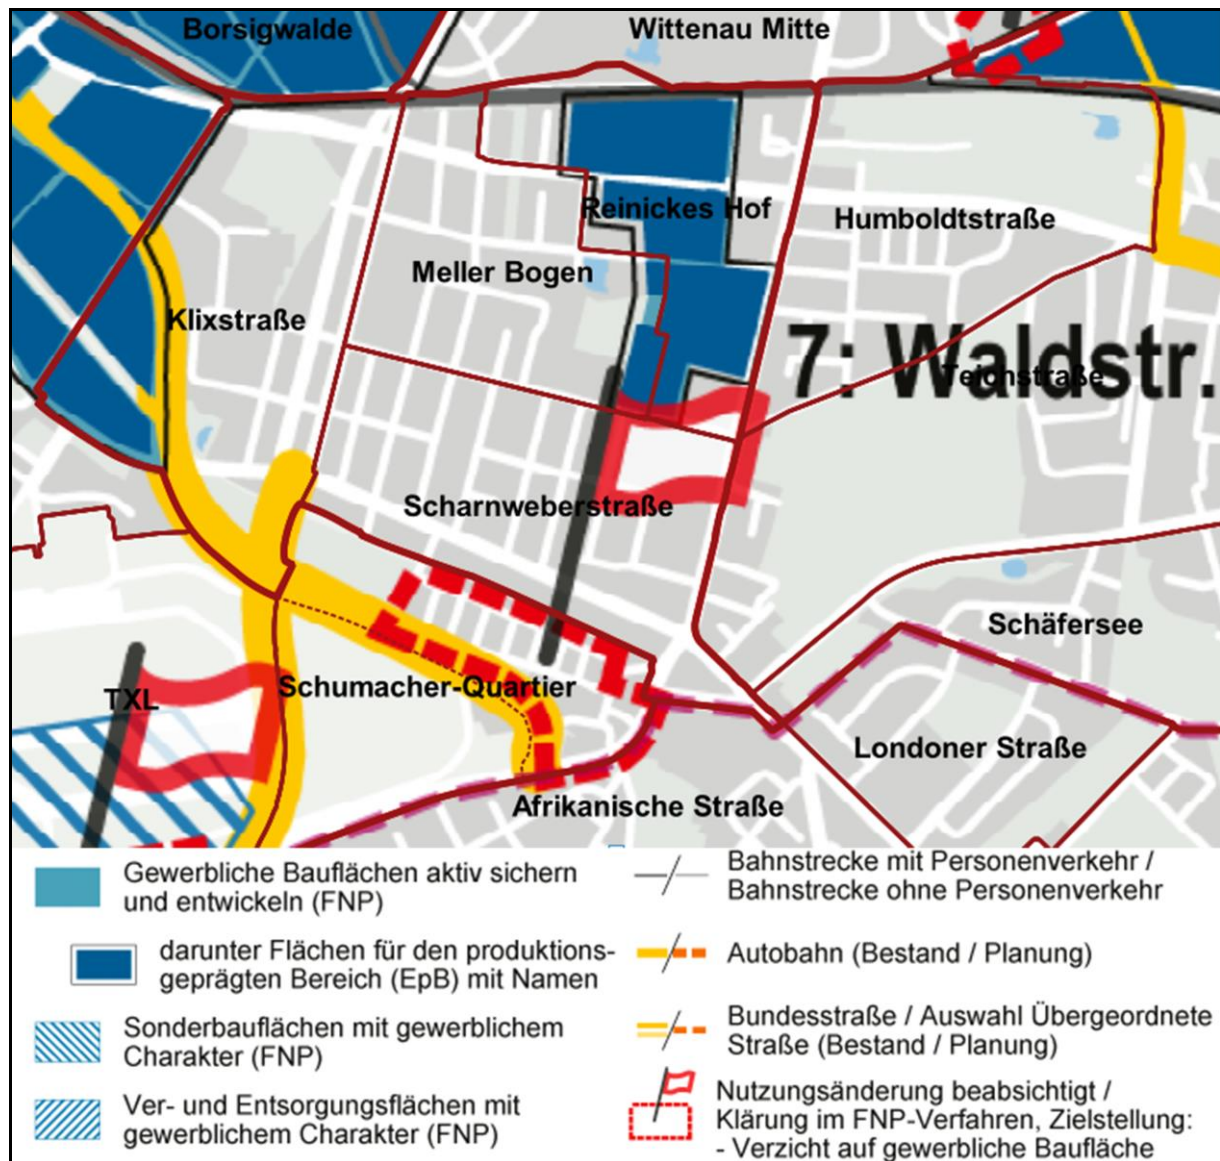 Borsigwalde
Wittenau Mitte
Reinickes Hof
Humboldtstraße
Meller Bogen
Klixstraße
7: Waldstr.
Teichstraße
Scharnweberstraße
Schäfersee
Schumacher-Quartier
TXL
Londoner Straße
Afrikanische Straße
Gewerbliche Bauflächen aktiv sichern
und entwickeln (FNP)
darunter Flächen für den produktions-
geprägten Bereich (EpB) mit Namen
Sonderbauflächen mit gewerblichem
Charakter (FNP)
Ver- und Entsorgungsflächen mit
gewerblichem Charakter (FNP)
Bahnstrecke mit Personenverkehr /
Bahnstrecke ohne Personenverkehr
Autobahn (Bestand / Planung)
Bundesstraße / Auswahl Übergeordnete
Straße (Bestand / Planung)
Nutzungsänderung beabsichtigt /
Klärung im FNP-Verfahren, Zielstellung:
- Verzicht auf gewerbliche Baufläche